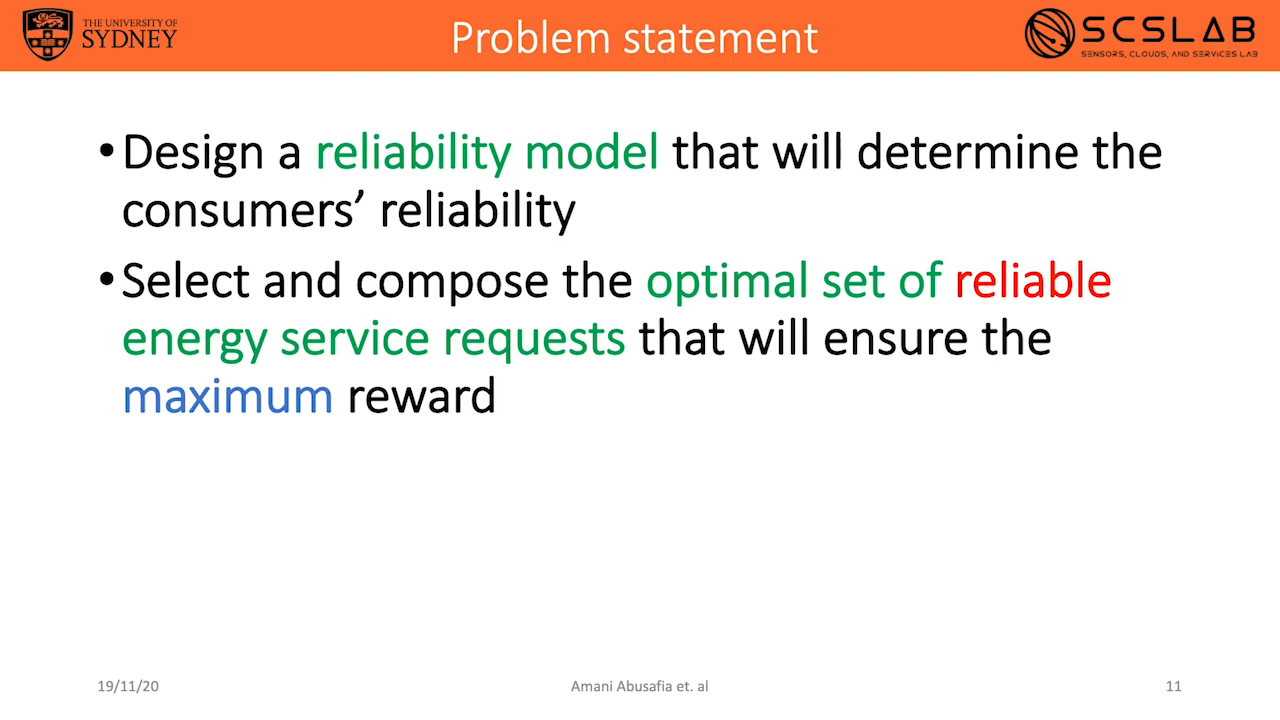 THE UNIVERSITY OF
SYDNEY
Problem statement
SCSLAB
SENSORS, CLOUDS, AND SERVICES LAB
•Design a reliability model that will determine the
consumers’ reliability
•Select and compose the optimal set of reliable
energy service requests that will ensure the
maximum reward
19/11/20
Amani Abusafia et. al
11